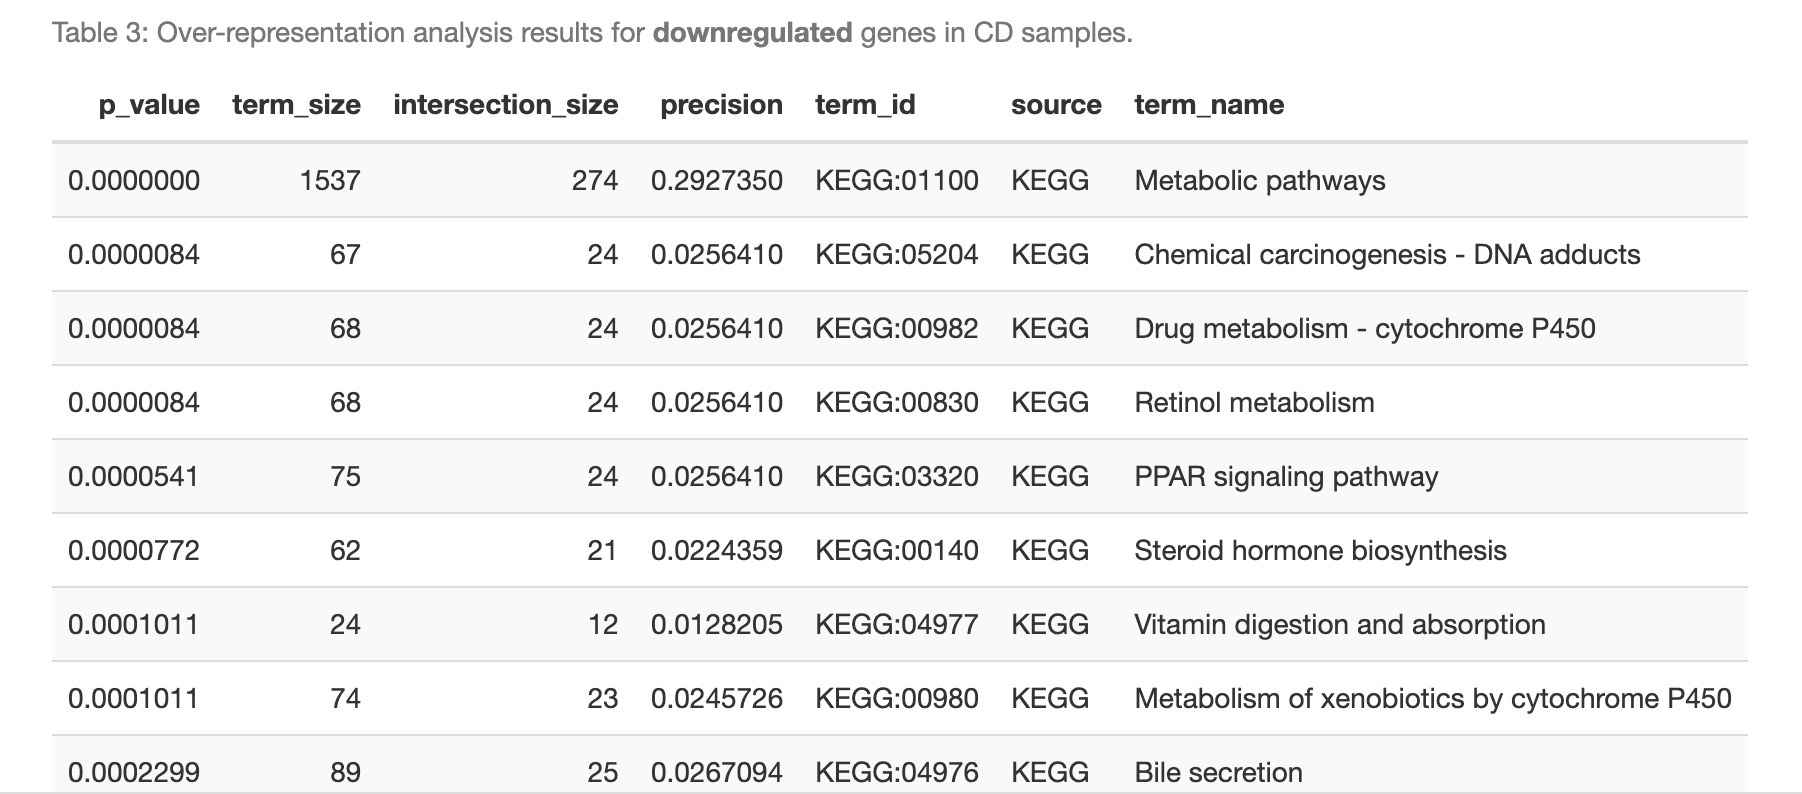 Table 3: Over-representation analysis results for downregulated genes in CD samples.
p_value term_size intersection_size precision term_id source term_name
0.0000000 1537 274 0.2927350 KEGG:01100 KEGG Metabolic pathways
0.0000084 67 24 0.0256410 KEGG:05204 KEGG Chemical carcinogenesis - DNA adducts
0.0000084 68 24 0.0256410 KEGG:00982 KEGG Drug metabolism - cytochrome P450
0.0000084 68 24 0.0256410 KEGG:00830 KEGG Retinol metabolism
0.0000541 75 24 0.0256410 KEGG:03320 KEGG PPAR signaling pathway
0.0000772 62 21 0.0224359 KEGG:00140 KEGG Steroid hormone biosynthesis
0.0001011 24 12 0.0128205 KEGG:04977 KEGG Vitamin digestion and absorption
0.0001011 74 23 0.0245726 KEGG:00980 KEGG Metabolism of xenobiotics by cytochrome P450
0.0002299 89 25 0.0267094 KEGG:04976 KEGG Bile secretion